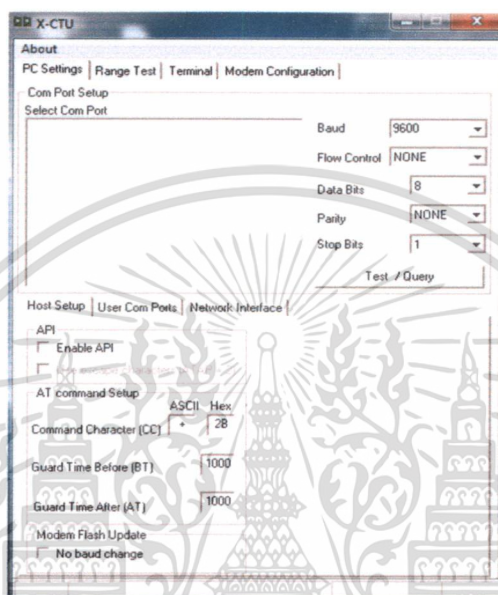 X-CTU
About
PC Settings Range Test Terminal Modem Configuration
Com Port Setup
Select Com Port
Baud 9600
Flow Control NONE
Data Bits 8
Parity NONE
Stop Bits 1
Test / Query
Host Setup User Com Ports Network Interface
API
Enable API
AT command Setup
ASCII Hex
Command Character (CC) + 2B
Guard Time Before (BT) 1000
Guard Time After (AT) 1000
Modem Flash Update
No baud change